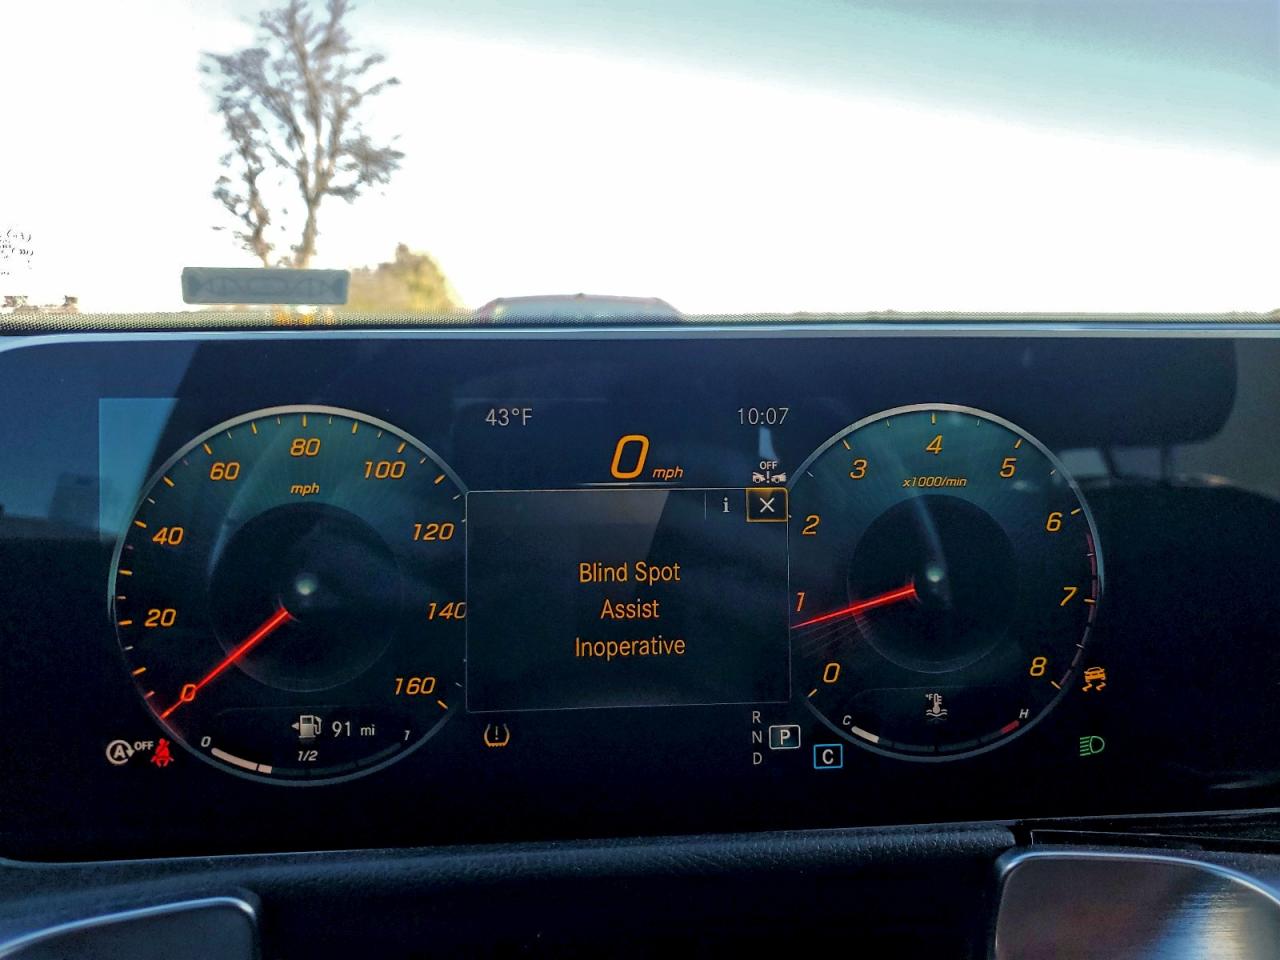 43°F
10:07
0 mph
OFF
i ×
Blind Spot
Assist
Inoperative
0
20
40
60
80
100
120
140
160
mph
0
1
2
3
4
5
6
7
8
x1000/min
A OFF
0
1/2
1
91 mi
R
N P
D
C
C
H
°F